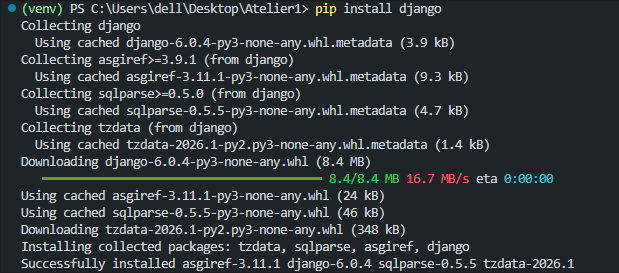 (venv) PS C:\Users\dell\Desktop\Atelier1> pip install django
Collecting django
Using cached django-6.0.4-py3-none-any.whl.metadata (3.9 kB)
Collecting asgiref>=3.9.1 (from django)
Using cached asgiref-3.11.1-py3-none-any.whl.metadata (9.3 kB)
Collecting sqlparse>=0.5.0 (from django)
Using cached sqlparse-0.5.5-py3-none-any.whl.metadata (4.7 kB)
Collecting tzdata (from django)
Using cached tzdata-2026.1-py2.py3-none-any.whl.metadata (1.4 kB)
Downloading django-6.0.4-py3-none-any.whl (8.4 MB)
8.4/8.4 MB 16.7 MB/s eta 0:00:00
Using cached asgiref-3.11.1-py3-none-any.whl (24 kB)
Using cached sqlparse-0.5.5-py3-none-any.whl (46 kB)
Downloading tzdata-2026.1-py2.py3-none-any.whl (348 kB)
Installing collected packages: tzdata, sqlparse, asgiref, django
Successfully installed asgiref-3.11.1 django-6.0.4 sqlparse-0.5.5 tzdata-2026.1